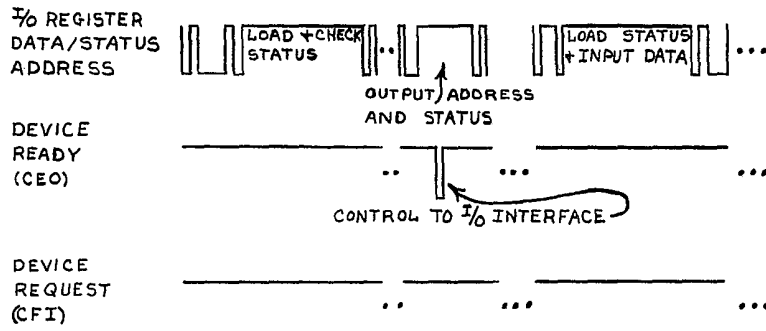 I/O REGISTER
DATA/STATUS
ADDRESS
LOAD + CHECK
STATUS
LOAD STATUS
+ INPUT DATA
OUTPUT ADDRESS
AND STATUS
DEVICE
READY
(CEO)
CONTROL TO I/O INTERFACE
DEVICE
REQUEST
(CFI)